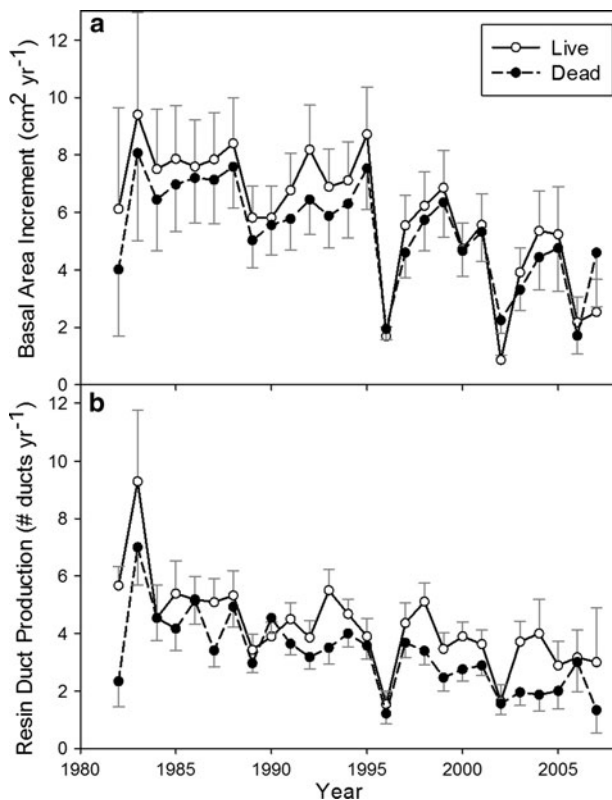 a
12
10
8
6
4
2
0
Basal Area Increment (cm² yr⁻¹)
Live
Dead
b
12
10
8
6
4
2
0
Resin Duct Production (# ducts yr⁻¹)
1980 1985 1990 1995 2000 2005
Year